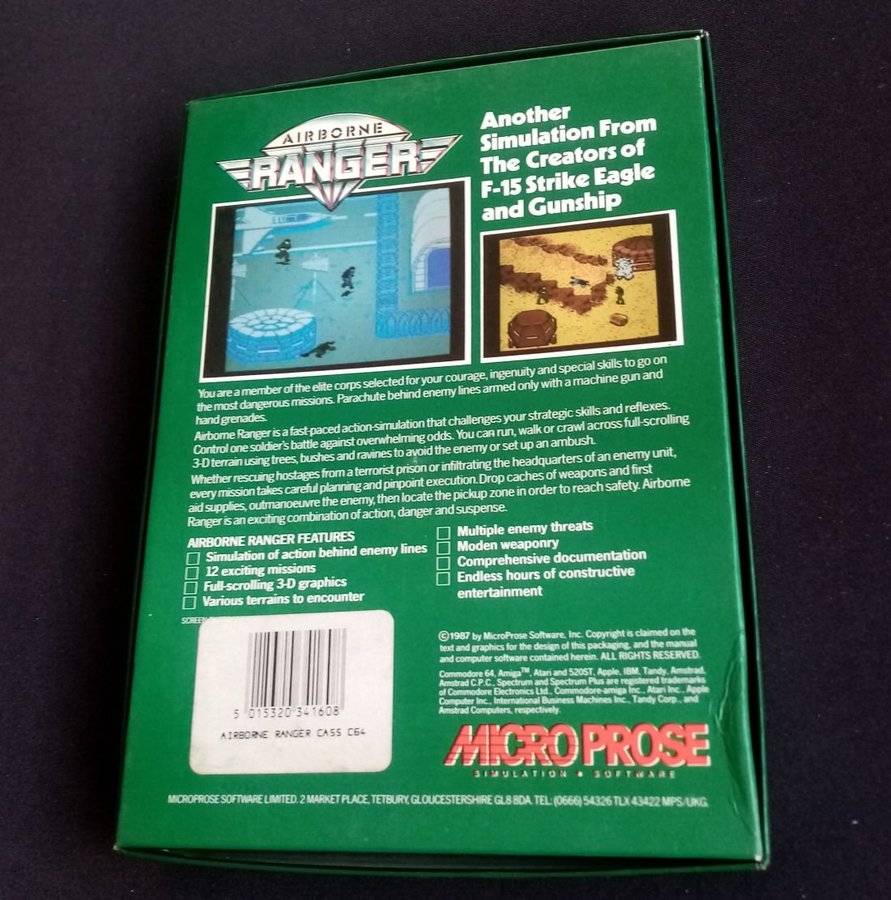 AIRBORNE
RANGER
Another
Simulation From
The Creators of
F-15 Strike Eagle
and Gunship
You are a member of the elite corps selected for your courage, ingenuity and special skills to go on
the most dangerous missions. Parachute behind enemy lines armed only with a machine gun and
hand grenades.
Airborne Ranger is a fast-paced action-simulation that challenges your strategic skills and reflexes.
Control one soldier's battle against overwhelming odds. You can run, walk or crawl across full-scrolling
3-D terrain using trees, bushes and ravines to avoid the enemy or set up an ambush.
Whether rescuing hostages from a terrorist prison or infiltrating the headquarters of an enemy unit,
every mission takes careful planning and pinpoint execution. Drop caches of weapons and first
aid supplies, outmanoeuvre the enemy, then locate the pickup zone in order to reach safety. Airborne
Ranger is an exciting combination of action, danger and suspense.
AIRBORNE RANGER FEATURES
Simulation of action behind enemy lines
12 exciting missions
Full-scrolling 3-D graphics
Various terrains to encounter
Multiple enemy threats
Moden weaponry
Comprehensive documentation
Endless hours of constructive
entertainment
5 015320 341608
AIRBORNE RANGER CASS C64
©1987 by MicroProse Software, Inc. Copyright is claimed on the
text and graphics for the design of this packaging, and the manual
and computer software contained herein. ALL RIGHTS RESERVED.
Commodore 64, Amiga™, Atari and 520ST, Apple, IBM, Tandy, Amstrad,
Amstrad C.P.C., Spectrum and Spectrum Plus are registered trademarks
of Commodore Electronics Ltd., Commodore-amiga Inc., Atari Inc., Apple
Computer Inc., International Business Machines Inc., Tandy Corp., and
Amstrad Computers, respectively.
MICRO PROSE
SIMULATION • SOFTWARE
MICROPROSE SOFTWARE LIMITED. 2 MARKET PLACE, TETBURY, GLOUCESTERSHIRE GL8 8DA. TEL: (0666) 54326 TLX 43422 MPS/UKG